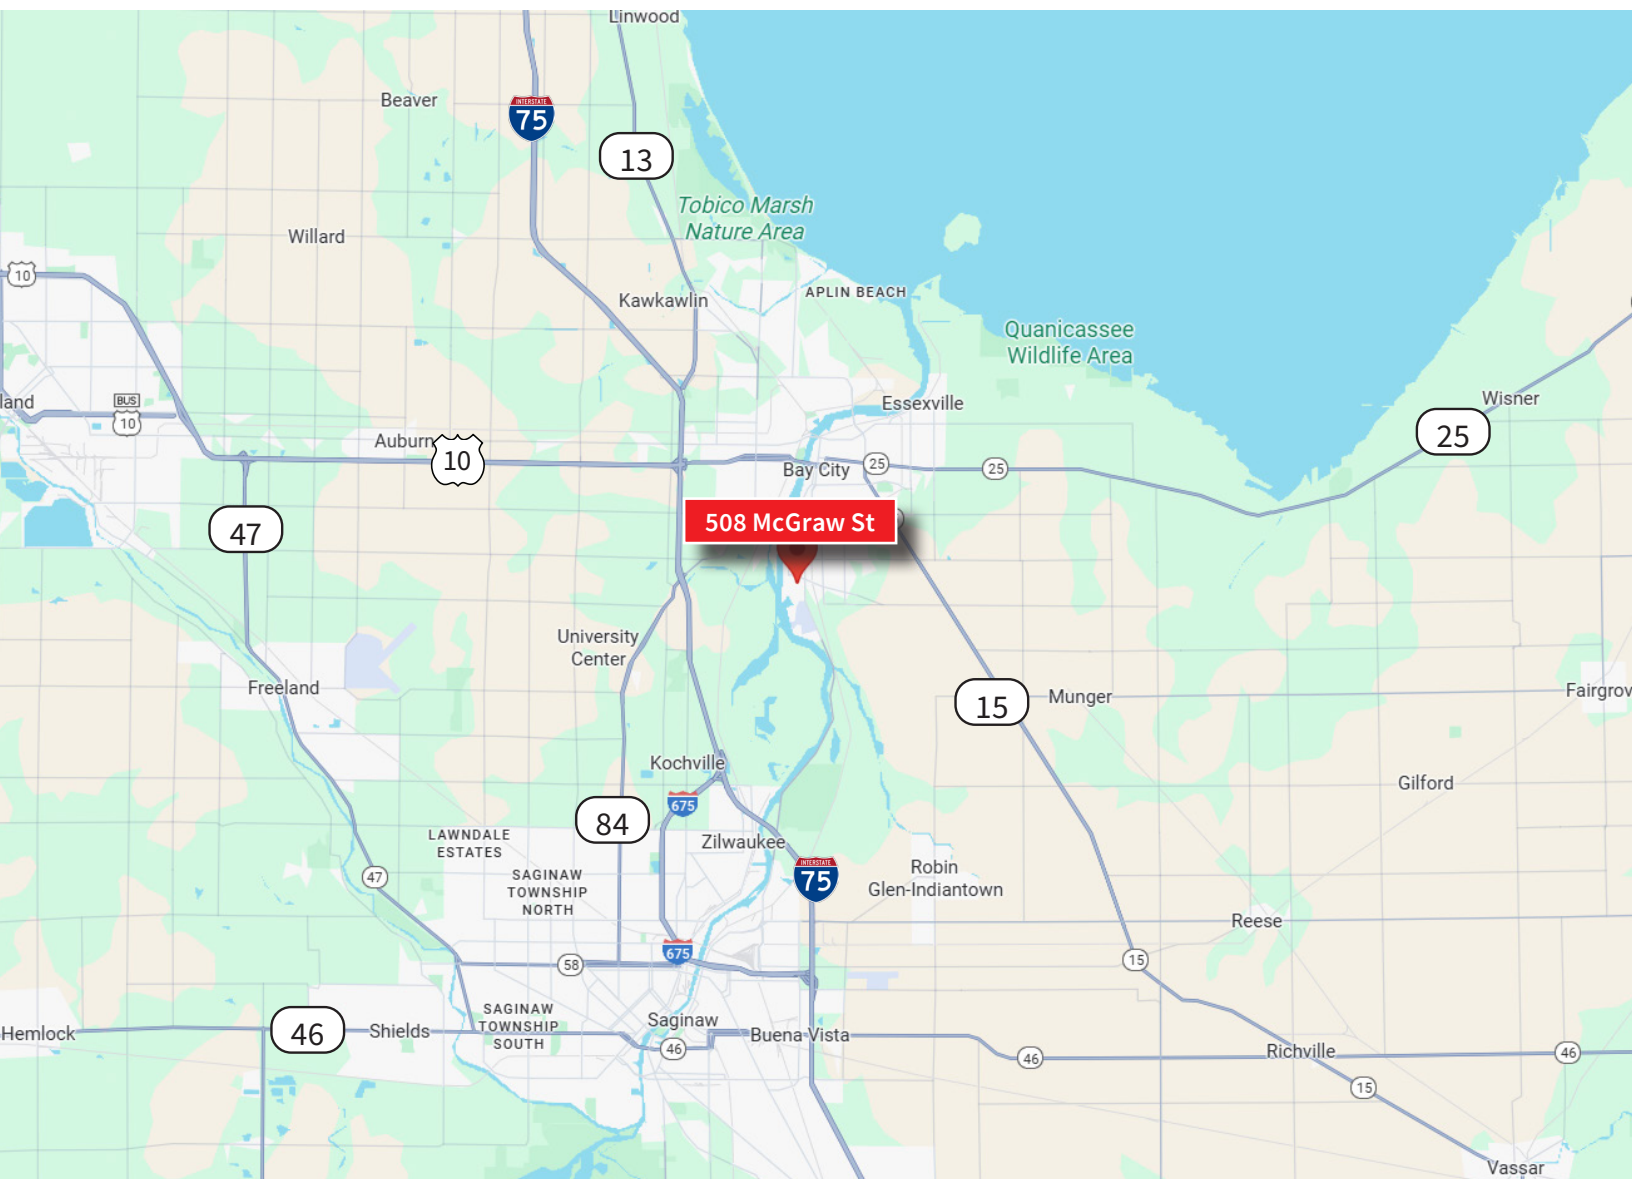 Linwood
Beaver
INTERSTATE
75
13
Tobico Marsh
Nature Area
Willard
10
Kawkawlin
APLIN BEACH
Quanicassee
Wildlife Area
land
BUS
10
Essexville
Wisner
25
Auburn
10
Bay City
25
25
508 McGraw St
47
University
Center
Freeland
15
Munger
Fairgrov
Kochville
675
Gilford
84
LAWNDALE
ESTATES
Zilwaukee
INTERSTATE
75
47
SAGINAW
TOWNSHIP
NORTH
Robin
Glen-Indiantown
Reese
675
58
15
SAGINAW
TOWNSHIP
SOUTH
Hemlock
46
Shields
Saginaw
46
Buena Vista
46
Richville
46
15
Vassar